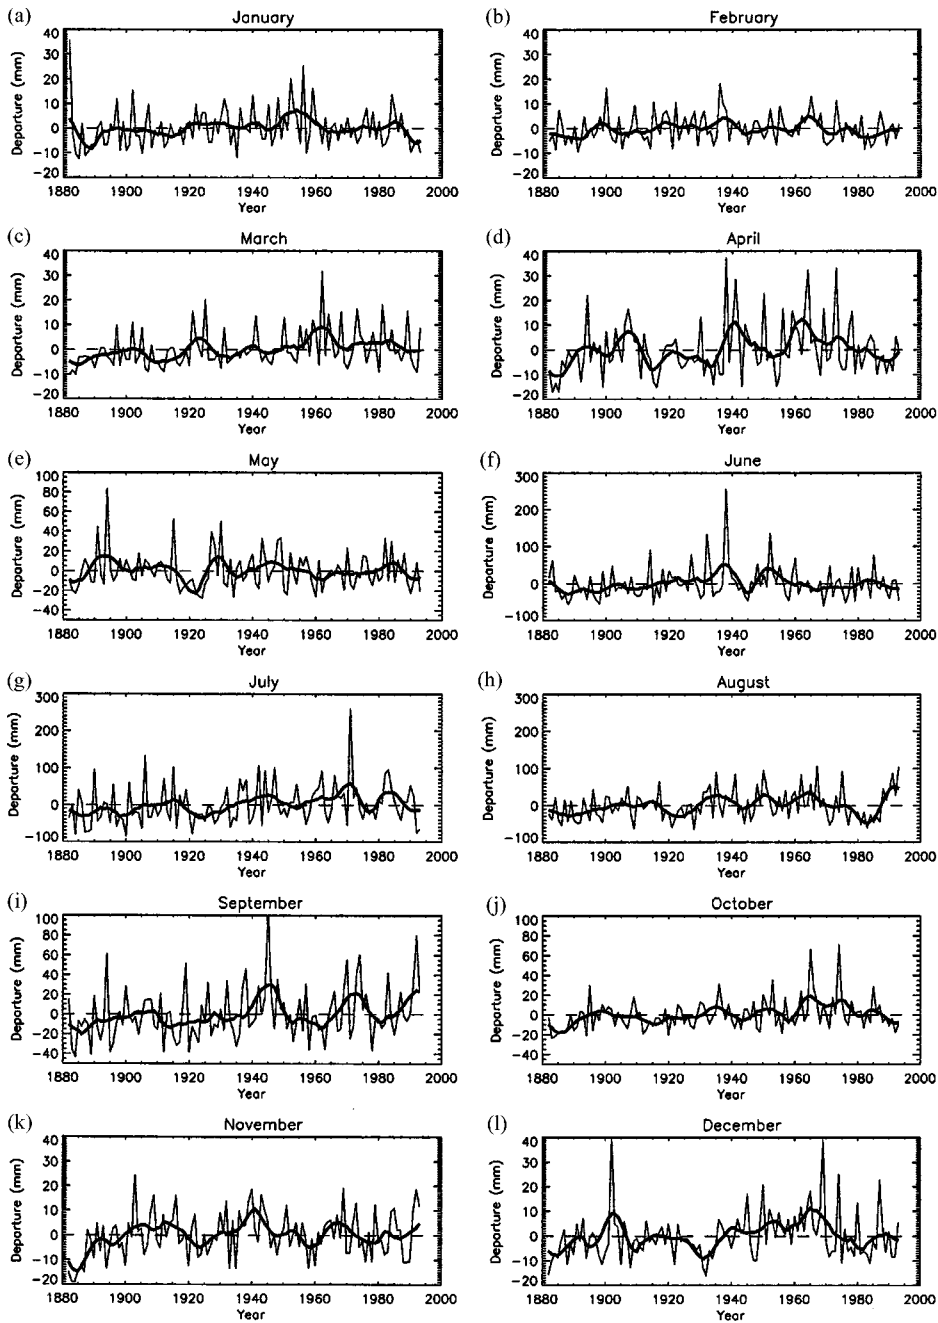 (a) January (b) February
Departure (mm) 40 30 20 10 0 −10 −20 Departure (mm) 40 30 20 10 0 −10 −20
1880 1900 1920 1940 1960 1980 2000 1880 1900 1920 1940 1960 1980 2000
Year Year
(c) March (d) April
Departure (mm) 40 30 20 10 0 −10 −20 Departure (mm) 40 30 20 10 0 −10 −20
1880 1900 1920 1940 1960 1980 2000 1880 1900 1920 1940 1960 1980 2000
Year Year
(e) May (f) June
Departure (mm) 100 80 60 40 20 0 −20 −40 Departure (mm) 300 200 100 0 −100
1880 1900 1920 1940 1960 1980 2000 1880 1900 1920 1940 1960 1980 2000
Year Year
(g) July (h) August
Departure (mm) 300 200 100 0 −100 Departure (mm) 300 200 100 0 −100
1880 1900 1920 1940 1960 1980 2000 1880 1900 1920 1940 1960 1980 2000
Year Year
(i) September (j) October
Departure (mm) 100 80 60 40 20 0 −20 −40 Departure (mm) 100 80 60 40 20 0 −20 −40
1880 1900 1920 1940 1960 1980 2000 1880 1900 1920 1940 1960 1980 2000
Year Year
(k) November (l) December
Departure (mm) 40 30 20 10 0 −10 −20 Departure (mm) 40 30 20 10 0 −10 −20
1880 1900 1920 1940 1960 1980 2000 1880 1900 1920 1940 1960 1980 2000
Year Year